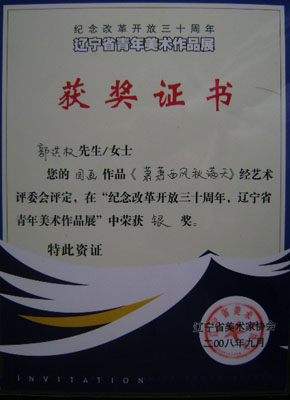 纪念改革开放三十周年
辽宁省青年美术作品展
获奖证书
郭洪权先生/女士
您的 国画 作品《萧萧西风秋满天》经艺术
评委会评定，在“纪念改革开放三十周年，辽宁省
青年美术作品展”中荣获 银 奖。
特此资证
辽宁省美术家协会
二00八年九月
INVITATION